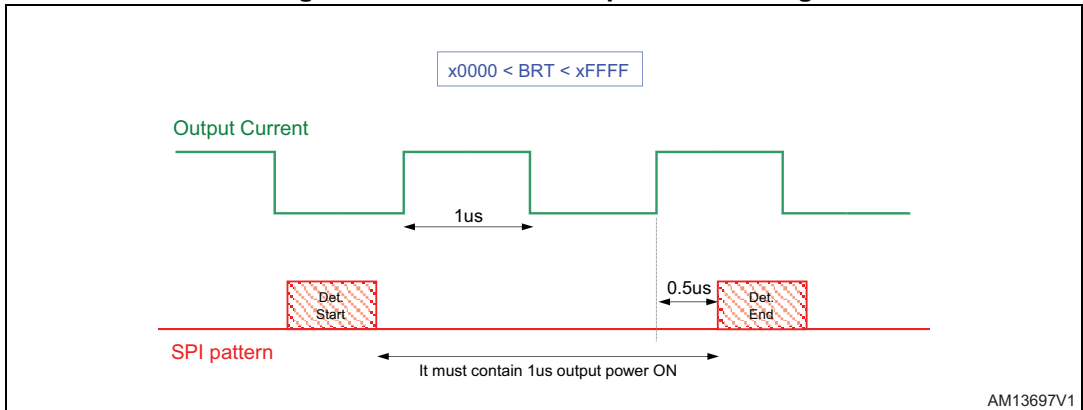 x0000 < BRT < xFFFF
Output Current
1us
0.5us
Det.
Start
Det.
End
SPI pattern
It must contain 1us output power ON
AM13697V1